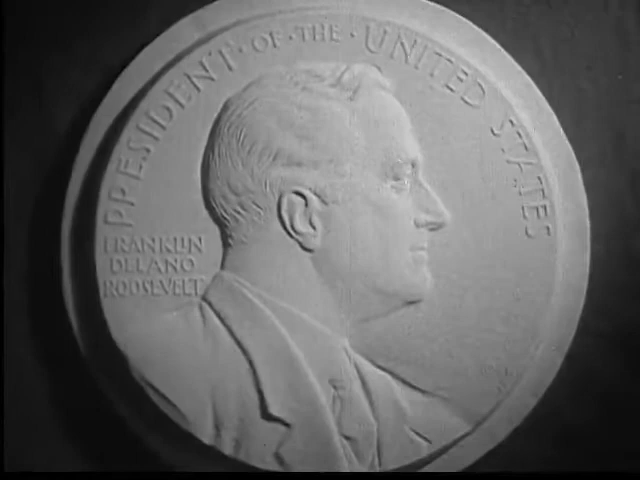 PRESIDENT · OF · THE · UNITED STATES
FRANKLIN
DELANO
ROOSEVELT